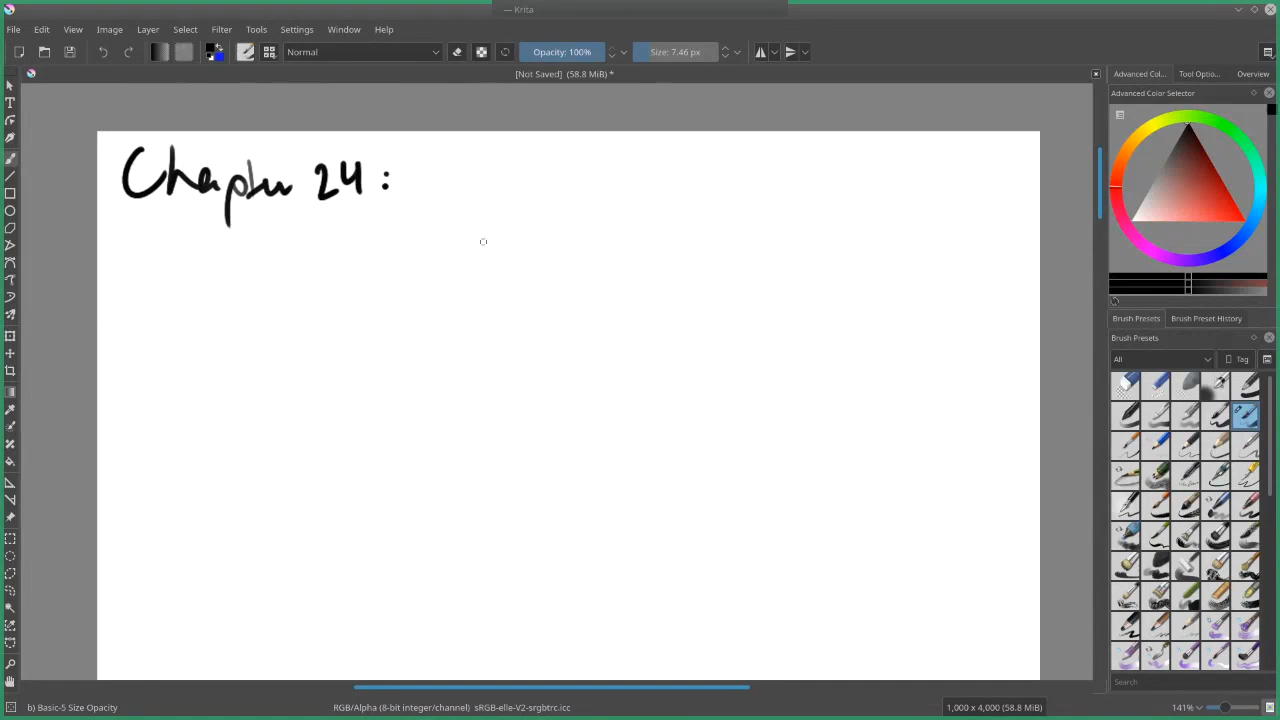 — Krita
File Edit View Image Layer Select Filter Tools Settings Window Help
Normal Opacity: 100% Size: 7.46 px
[Not Saved] (58.8 MiB) *
Advanced Col... Tool Optio... Overview
Advanced Color Selector
Chapter 24:
Brush Presets Brush Preset History
Brush Presets
All Tag
Search
b) Basic-5 Size Opacity RGB/Alpha (8-bit integer/channel) sRGB-elle-V2-srgbtrc.icc 1,000 x 4,000 (58.8 MiB) 141%